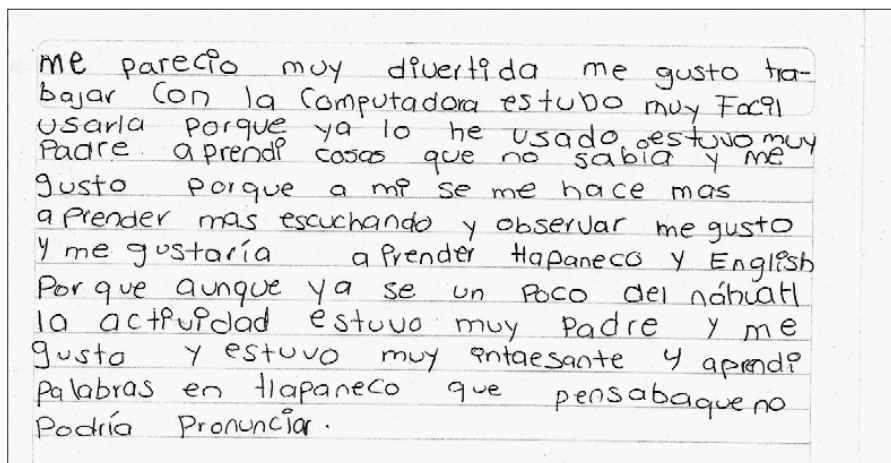 me parecio muy divertida me gusto tra-
bajar con la computadora estubo muy Facil
usarla porque ya lo he usado estuvo muy
Padre. aprendi cosas que no sabia y me
gusto porque a mi se me hace mas
aprender mas escuchando y observar me gusto
y me gustaría aprender tlapaneco y English
Por que aunque ya se un Poco del náhuatl
la actividad estuvo muy Padre y me
gusto y estuvo muy intaesante y aprendi
palabras en tlapaneco que pensabaque no
Podría Pronunciar.